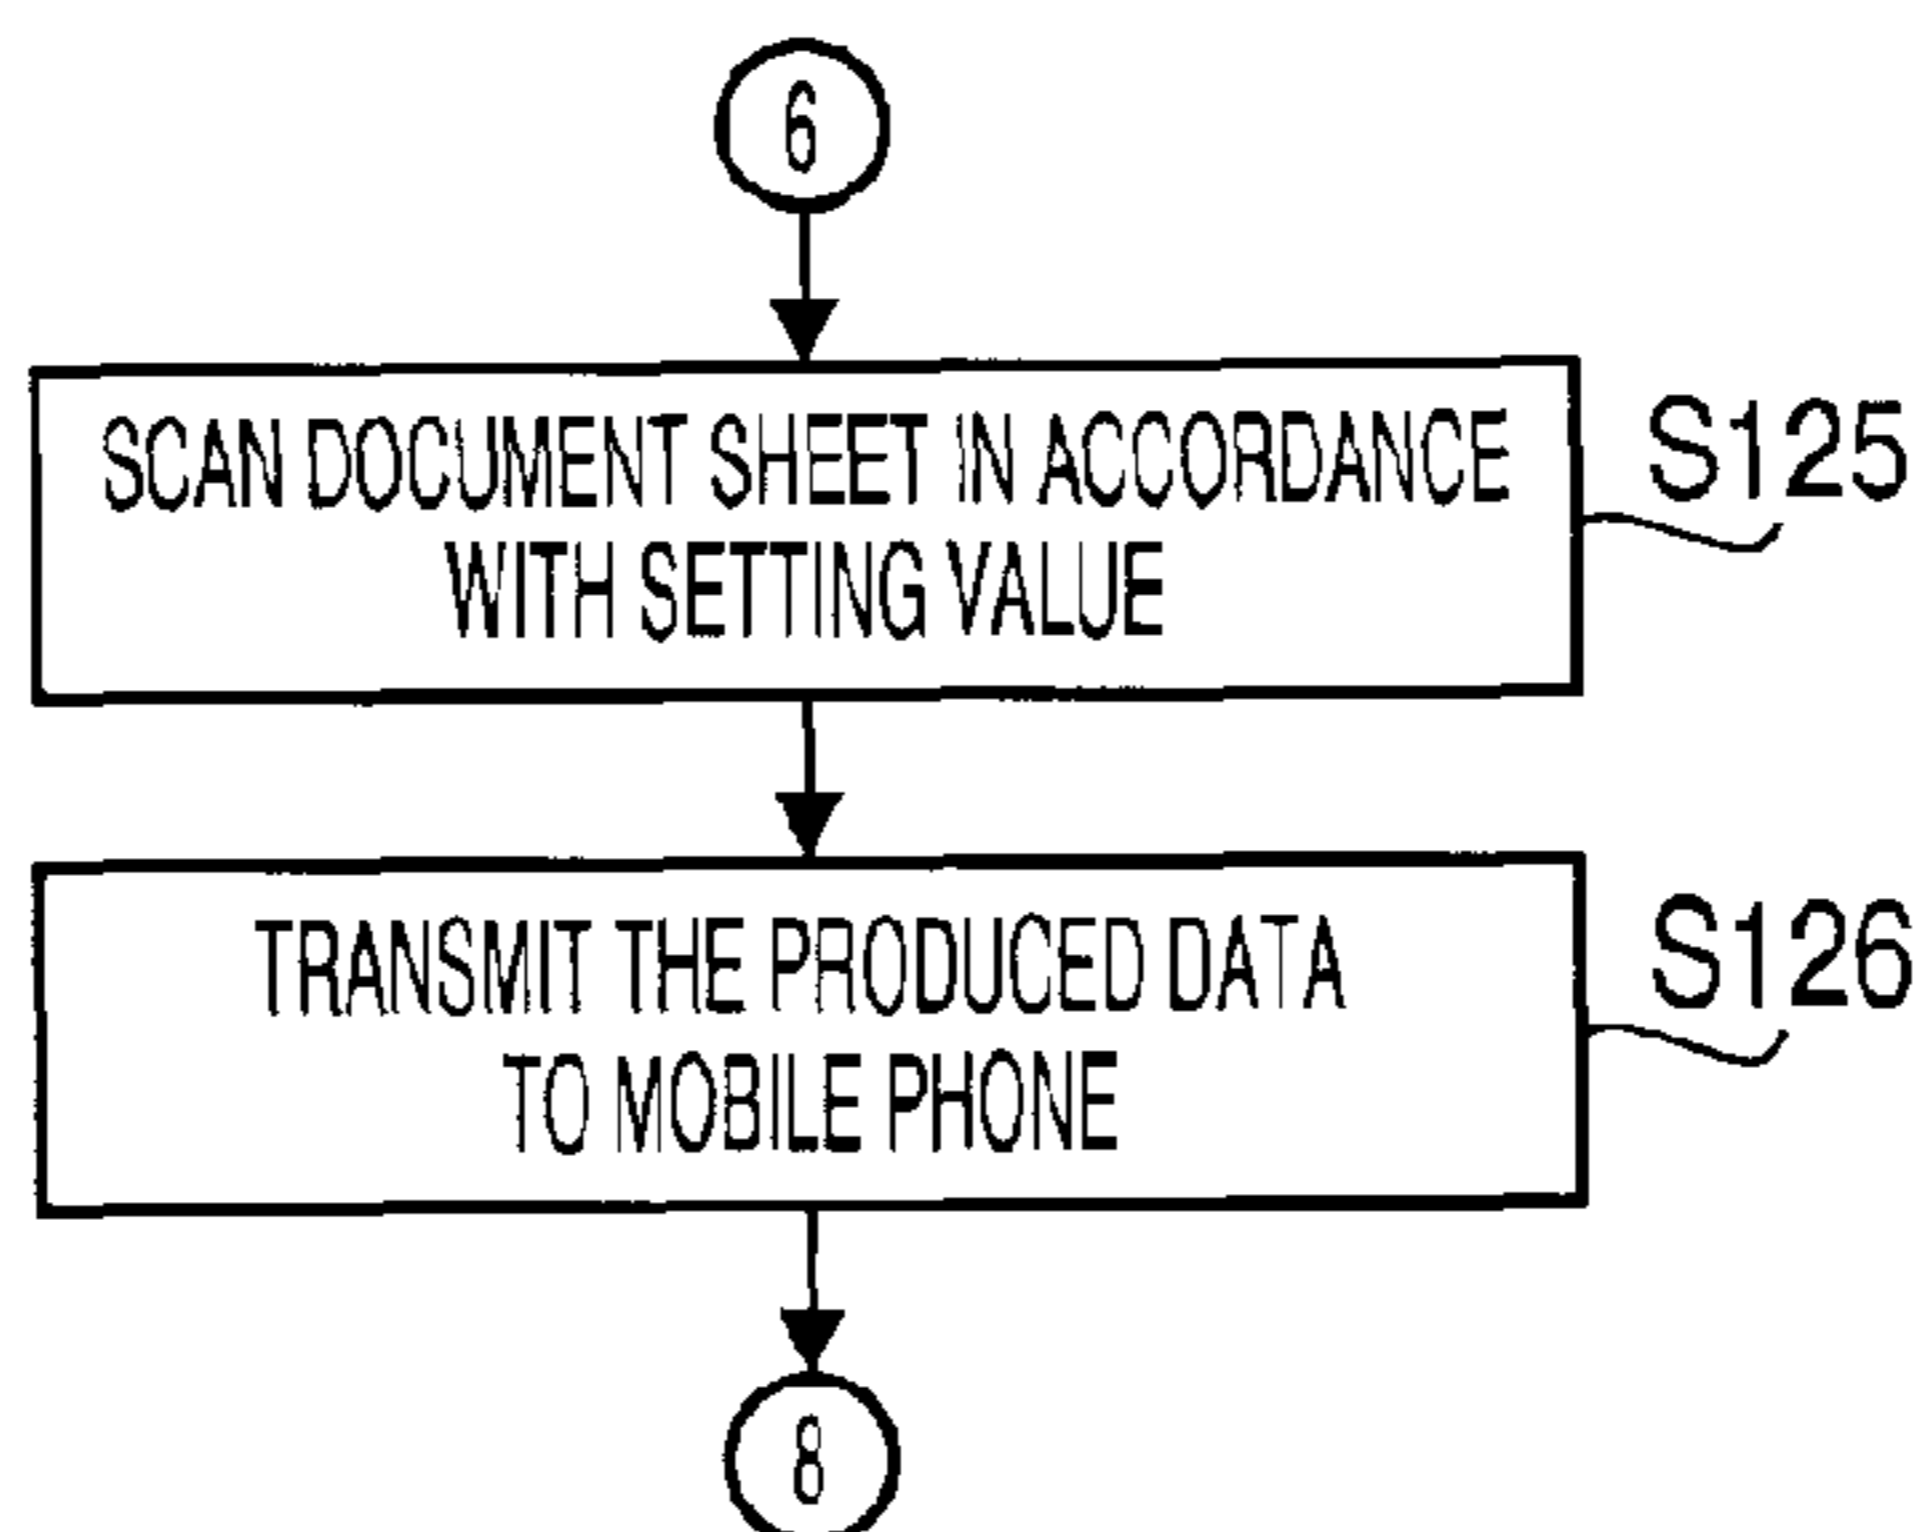 6
SCAN DOCUMENT SHEET IN ACCORDANCE
WITH SETTING VALUE
S125
TRANSMIT THE PRODUCED DATA
TO MOBILE PHONE
S126
8